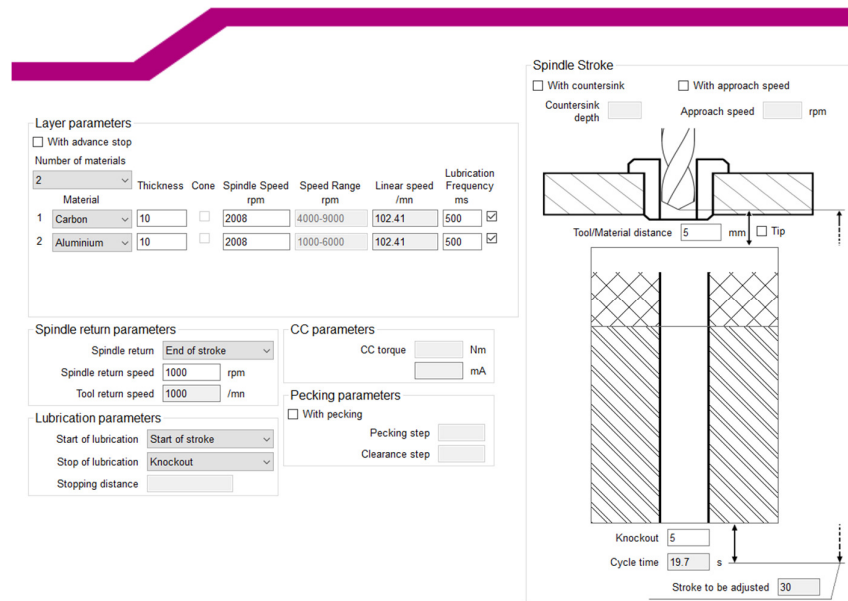 Layer parameters
With advance stop
Number of materials
2
Material Thickness Cone Spindle Speed rpm Speed Range rpm Linear speed /mn Lubrication Frequency ms
1 Carbon 10 2008 4000-9000 102.41 500
2 Aluminium 10 2008 1000-6000 102.41 500
Spindle return parameters
Spindle return End of stroke
Spindle return speed 1000 rpm
Tool return speed 1000 /mn
Lubrication parameters
Start of lubrication Start of stroke
Stop of lubrication Knockout
Stopping distance
CC parameters
CC torque Nm
mA
Pecking parameters
With pecking
Pecking step
Clearance step
Spindle Stroke
With countersink With approach speed
Countersink depth Approach speed rpm
Tool/Material distance 5 mm Tip
Knockout 5
Cycle time 19.7 s
Stroke to be adjusted 30